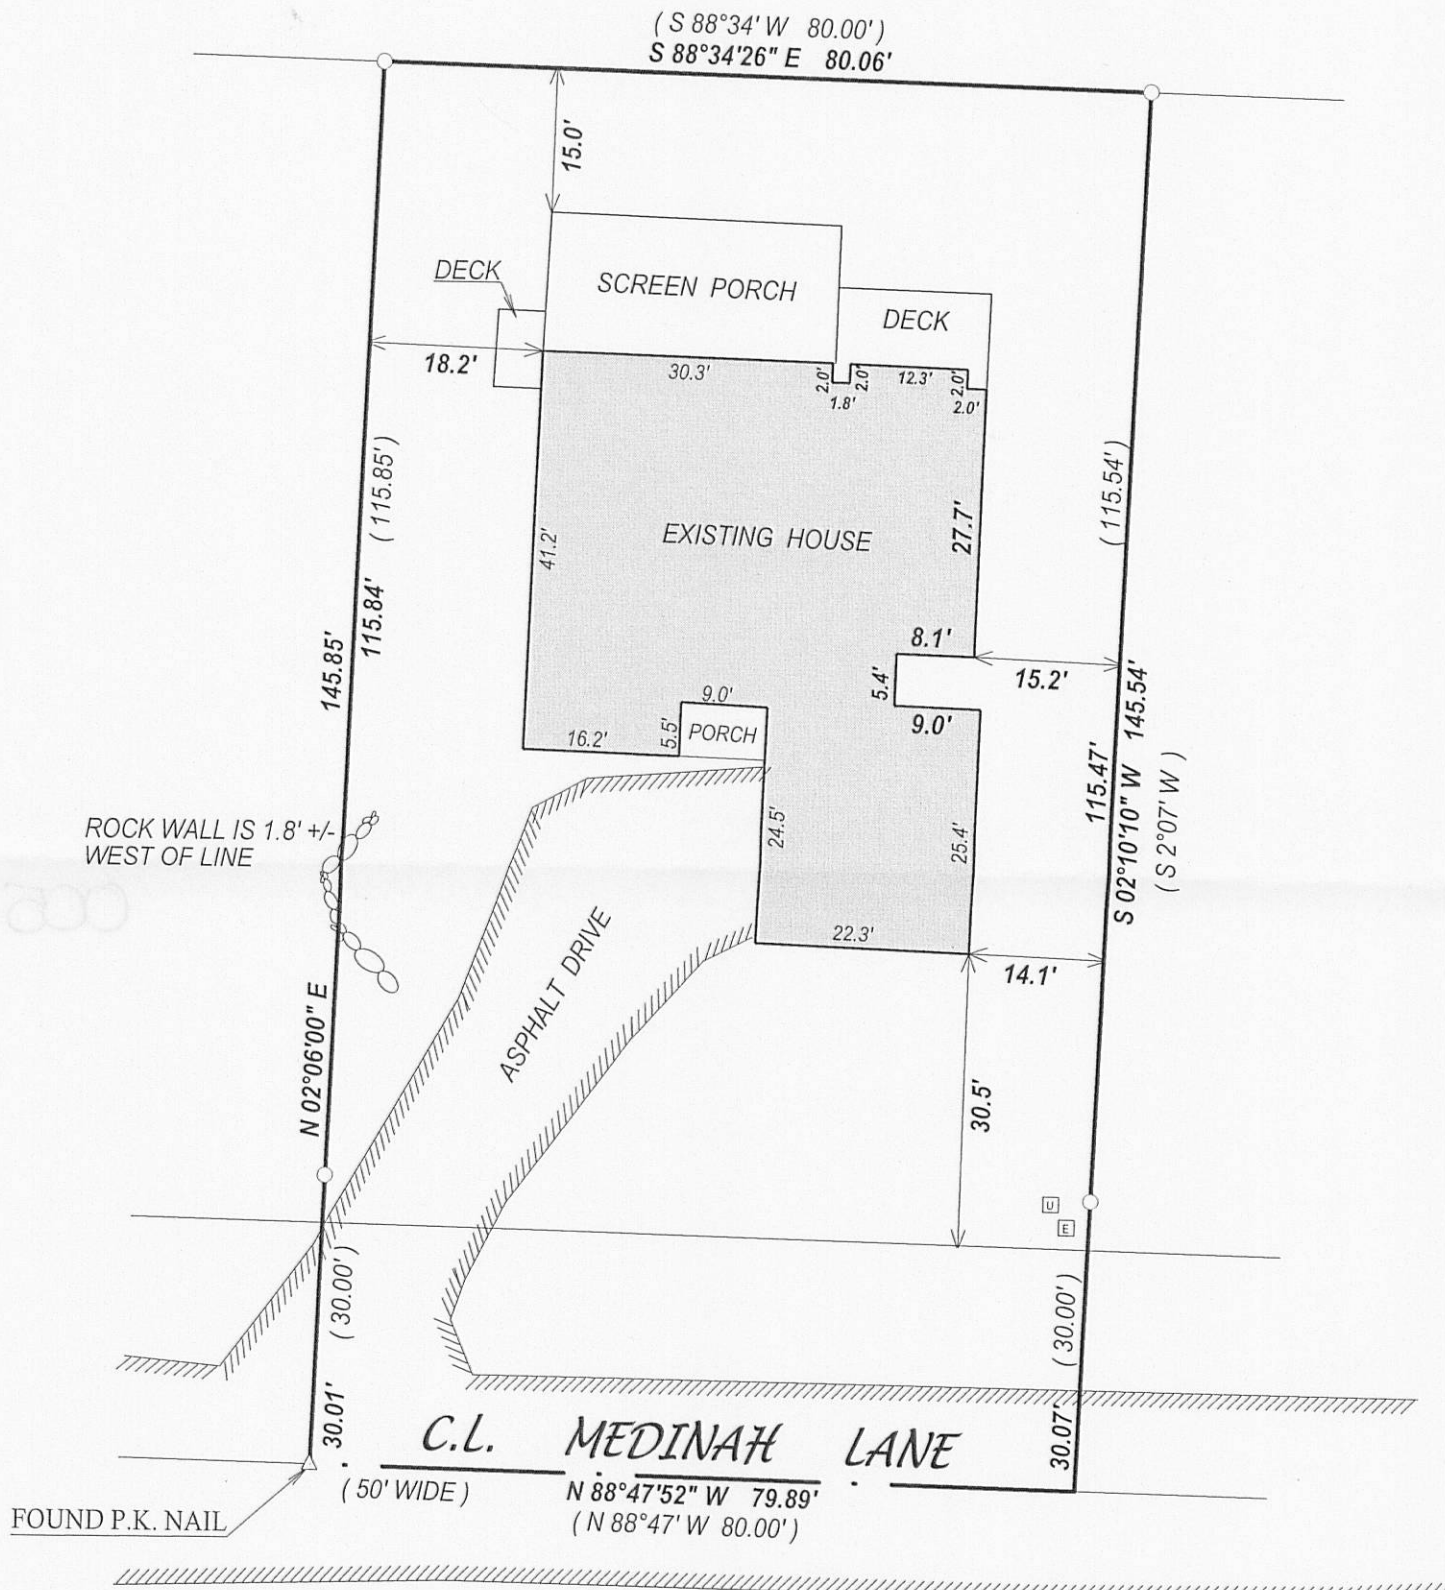 ( S 88°34' W 80.00' )
S 88°34'26" E 80.06'
15.0'
DECK
SCREEN PORCH
DECK
18.2'
30.3'
2.0'
1.8'
2.0'
12.3'
2.0'
2.0'
( 115.85' )
115.84'
145.85'
N 02°06'00" E
41.2'
EXISTING HOUSE
27.7'
( 115.54' )
8.1'
5.4'
9.0'
15.2'
115.47'
S 02°10'10" W 145.54'
( S 2°07' W )
16.2'
5.5'
9.0'
PORCH
24.5'
25.4'
22.3'
14.1'
ROCK WALL IS 1.8' +/-
WEST OF LINE
ASPHALT DRIVE
30.5'
U
E
( 30.00' )
30.01'
( 30.00' )
30.07'
C.L. MEDINAH LANE
( 50' WIDE )
N 88°47'52" W 79.89'
( N 88°47' W 80.00' )
FOUND P.K. NAIL